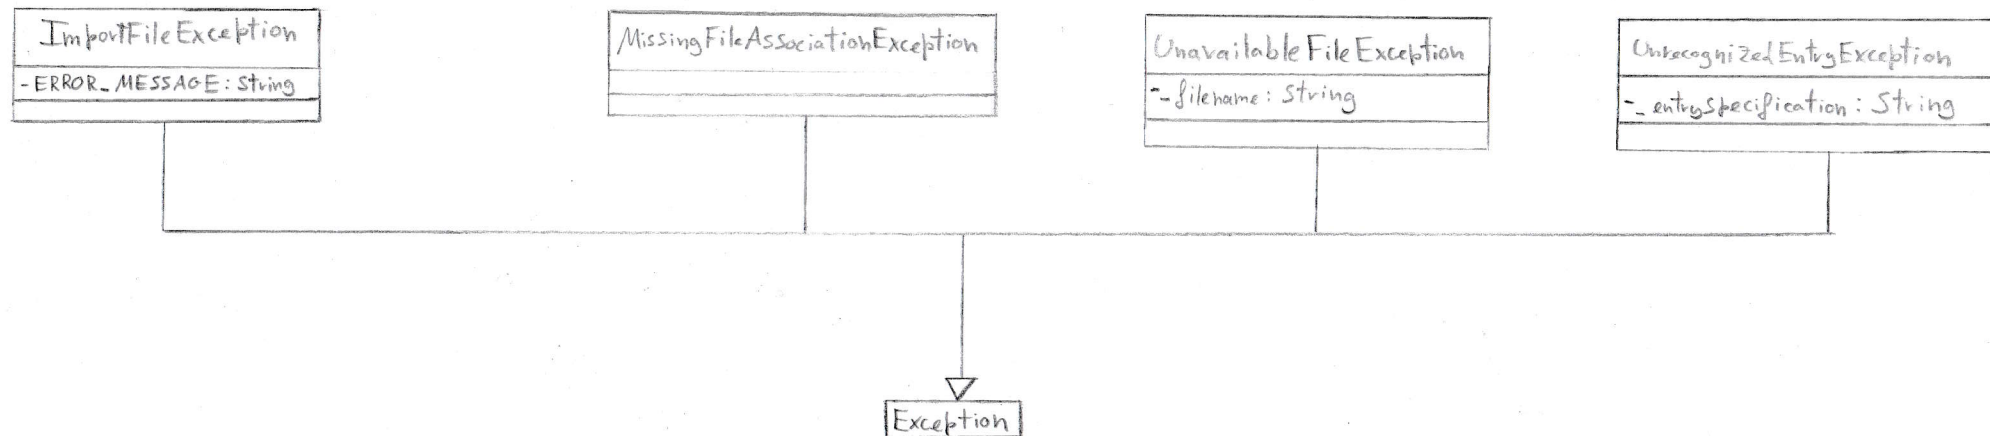 ImportFileException
-ERROR_MESSAGE: String
MissingFileAssociationException
UnavailableFileException
-_filename: String
UnrecognizedEntryException
-_entrySpecification: String
Exception